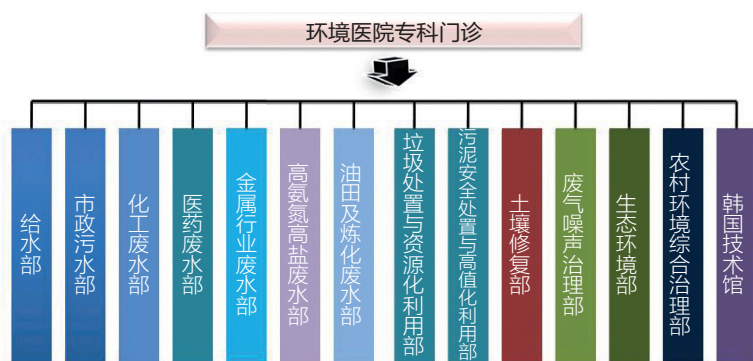 环境医院专科门诊
给水部
市政污水部
化工废水部
医药废水部
金属行业废水部
高氨氮高盐废水部
油田及炼化废水部
垃圾处置与资源化利用部
污泥安全处置与高值化利用部
土壤修复部
废气噪声治理部
生态环境部
农村环境综合治理部
韩国技术馆